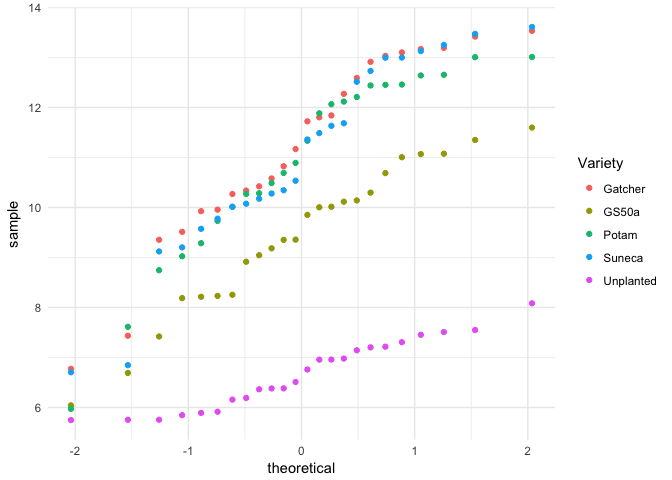 14
12
10
8
6
sample
-2
-1
0
1
2
theoretical
Variety
Gatcher
GS50a
Potam
Suneca
Unplanted